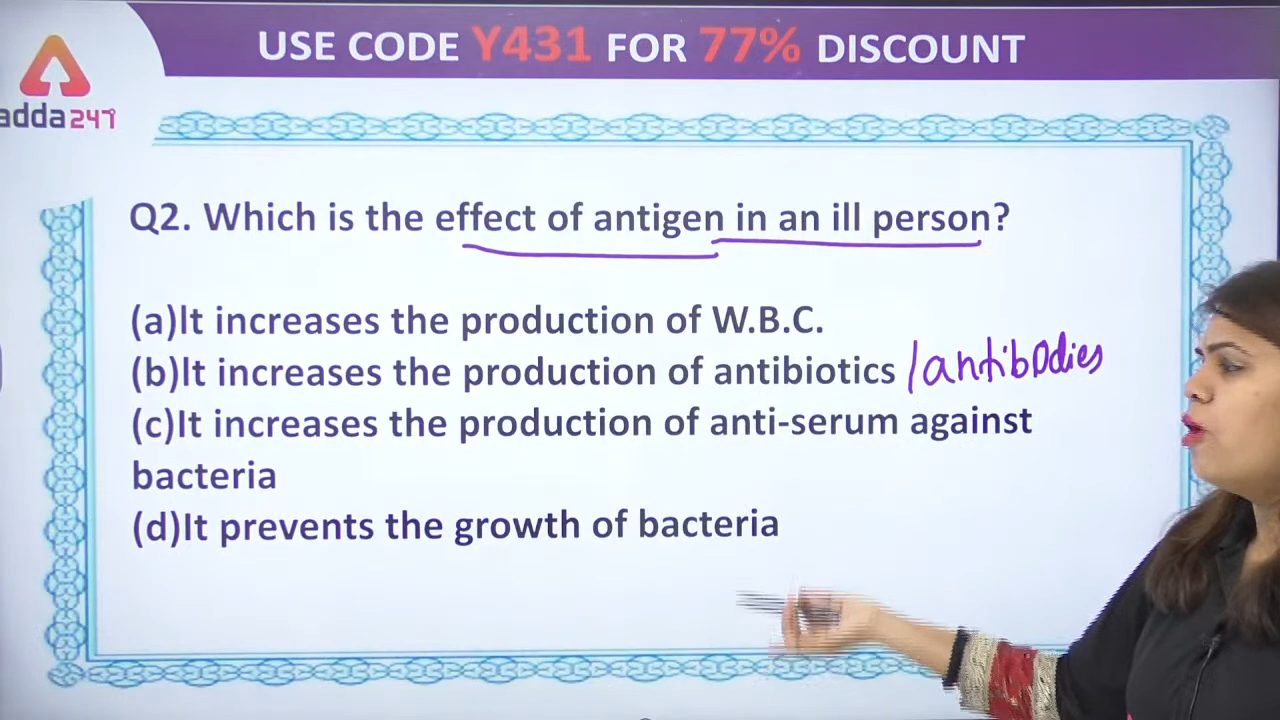 USE CODE Y431 FOR 77% DISCOUNT
adda247
Q2. Which is the effect of antigen in an ill person?
(a)It increases the production of W.B.C.
(b)It increases the production of antibiotics /antibodies
(c)It increases the production of anti-serum against
bacteria
(d)It prevents the growth of bacteria